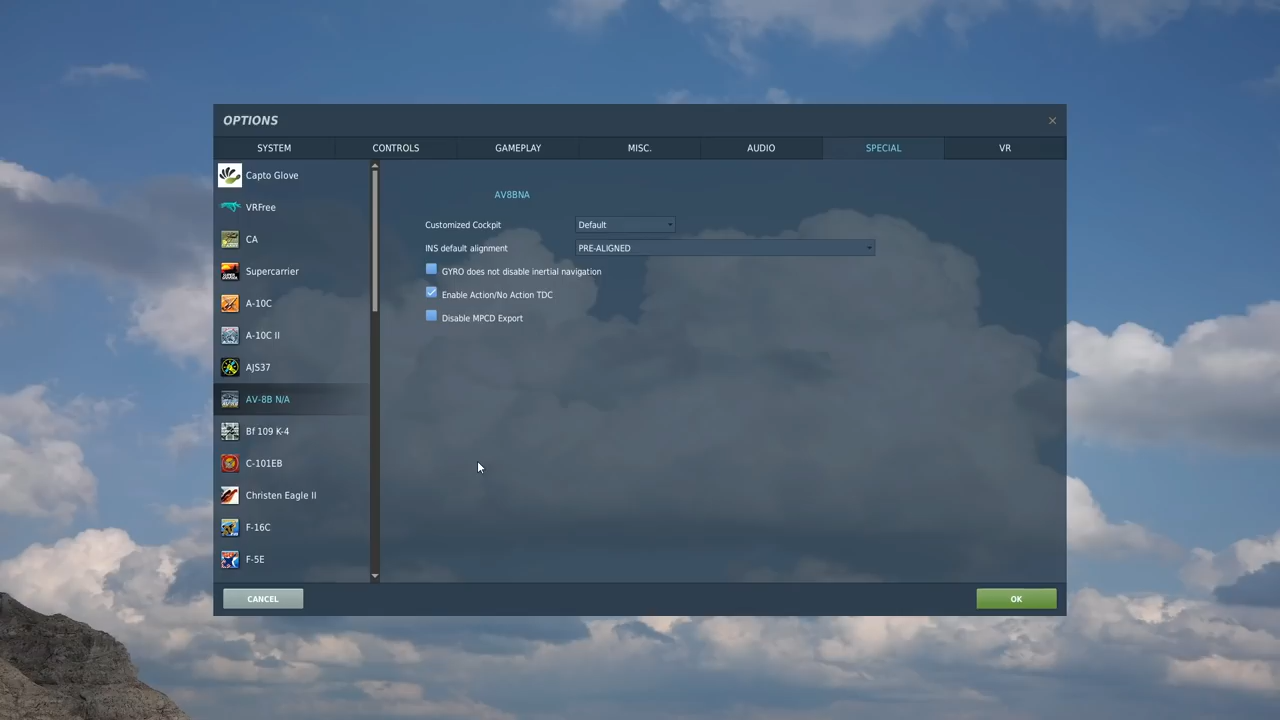 OPTIONS
SYSTEM CONTROLS GAMEPLAY MISC. AUDIO SPECIAL VR
Capto Glove
VRFree
CA
Supercarrier
A-10C
A-10C II
AJS37
AV-8B N/A
Bf 109 K-4
C-101EB
Christen Eagle II
F-16C
F-5E
AV8BNA
Customized Cockpit Default
INS default alignment PRE-ALIGNED
GYRO does not disable inertial navigation
Enable Action/No Action TDC
Disable MPCD Export
CANCEL OK